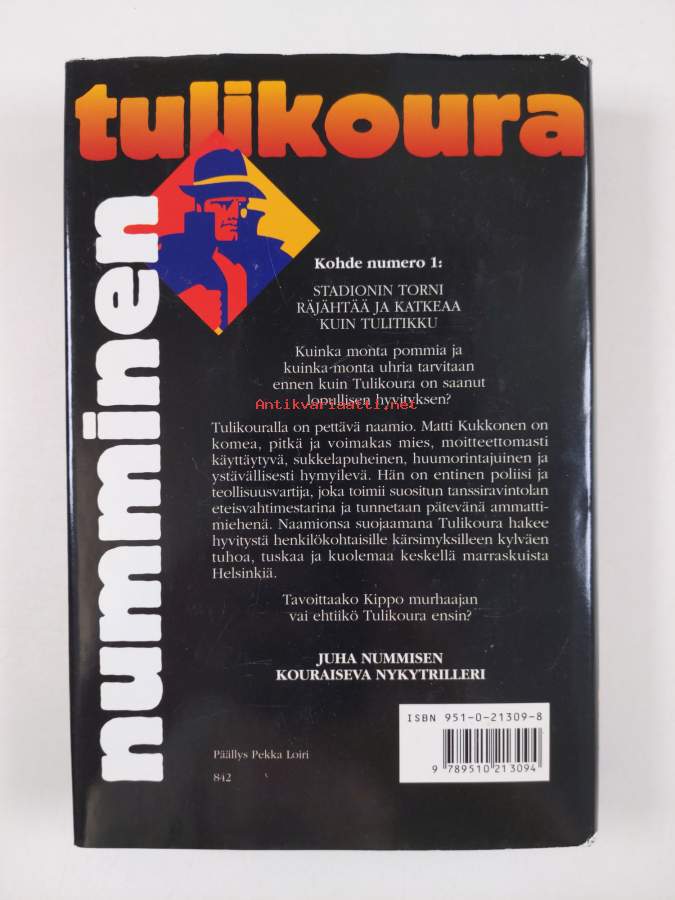 tulikoura
numminen
Kohde numero 1:
STADIONIN TORNI
RÄJÄHTÄÄ JA KATKEAA
KUIN TULITIKKU
Kuinka monta pommia ja
kuinka monta uhria tarvitaan
ennen kuin Tulikoura on saanut
lopullisen hyvityksen?
Antikvariaatti.net
Tulikouralla on pettävä naamio. Matti Kukkonen on
komea, pitkä ja voimakas mies, moitteettomasti
käyttäytyvä, sukkelapuheinen, huumorintajuinen ja
ystävällisesti hymyilevä. Hän on entinen poliisi ja
teollisuusvartija, joka toimii suositun tanssiravintolan
eteisvahtimestarina ja tunnetaan pätevänä ammatti-
miehenä. Naamionsa suojaamana Tulikoura hakee
hyvitystä henkilökohtaisille kärsimyksilleen kylväen
tuhoa, tuskaa ja kuolemaa keskellä marraskuista
Helsinkiä.
Tavoittaako Kippo murhaajan
vai ehtiikö Tulikoura ensin?
JUHA NUMMISEN
KOURAISEVA NYKYTRILLERI
ISBN 951-0-21309-8
9 789510 213094
Päällys Pekka Loiri
842